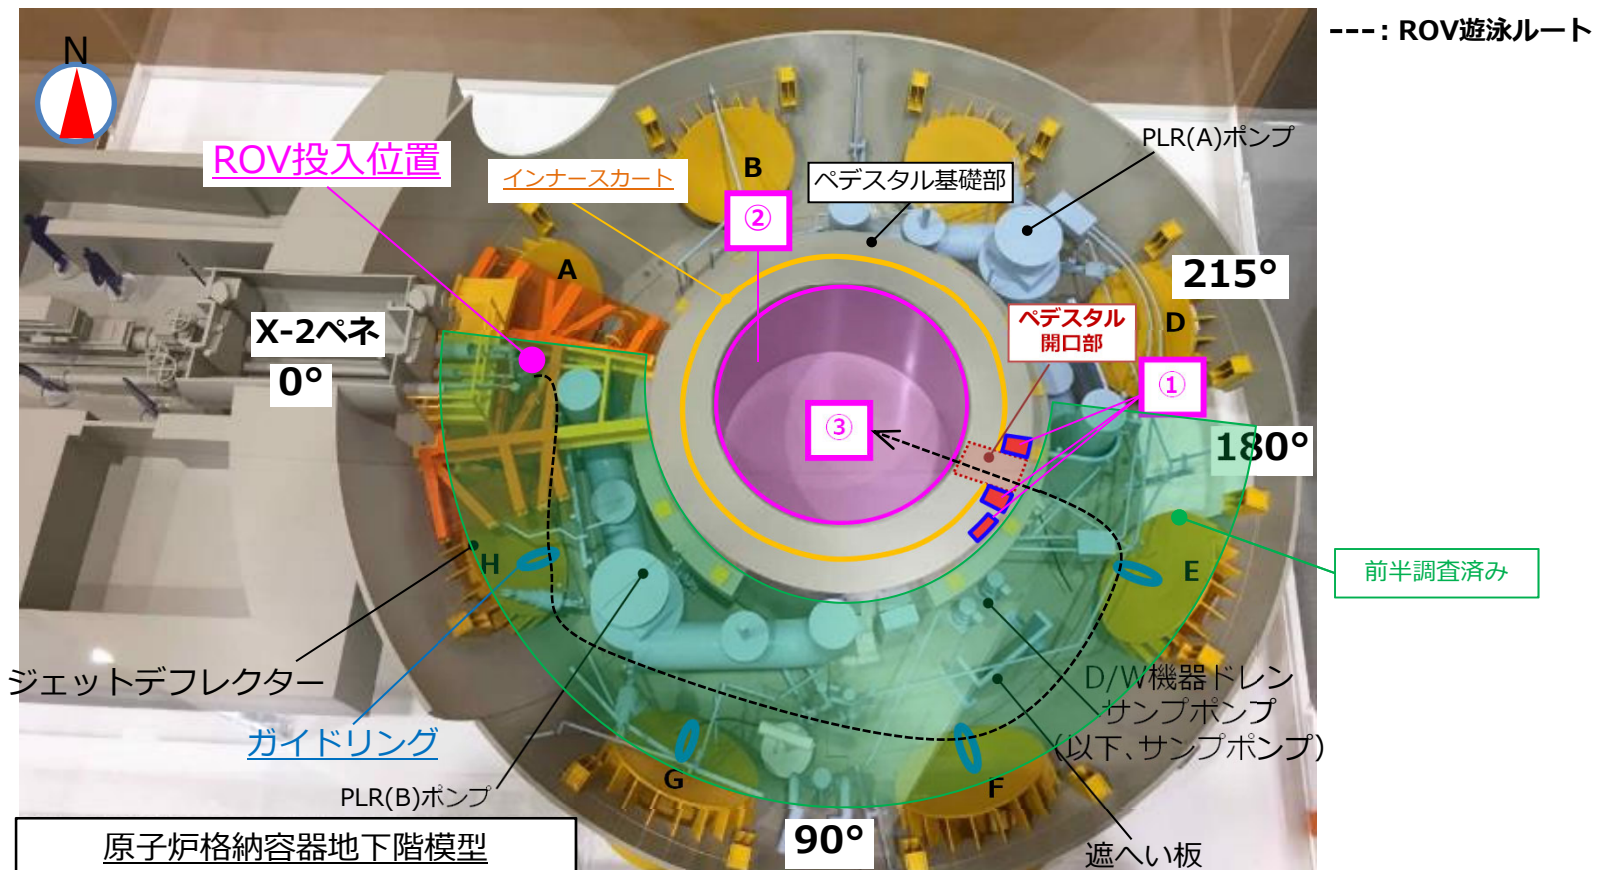 ---: ROV遊泳ルート
N
ROV投入位置
インナースカート
B
ペデスタル基礎部
PLR(A)ポンプ
②
A
215°
D
ペデスタル
開口部
X-2ペネ
0°
①
③
180°
H
E
前半調査済み
ジェットデフレクター
ガイドリング
D/W機器ドレン
サンプポンプ
(以下、サンプポンプ)
G
F
PLR(B)ポンプ
90°
遮へい板
原子炉格納容器地下階模型